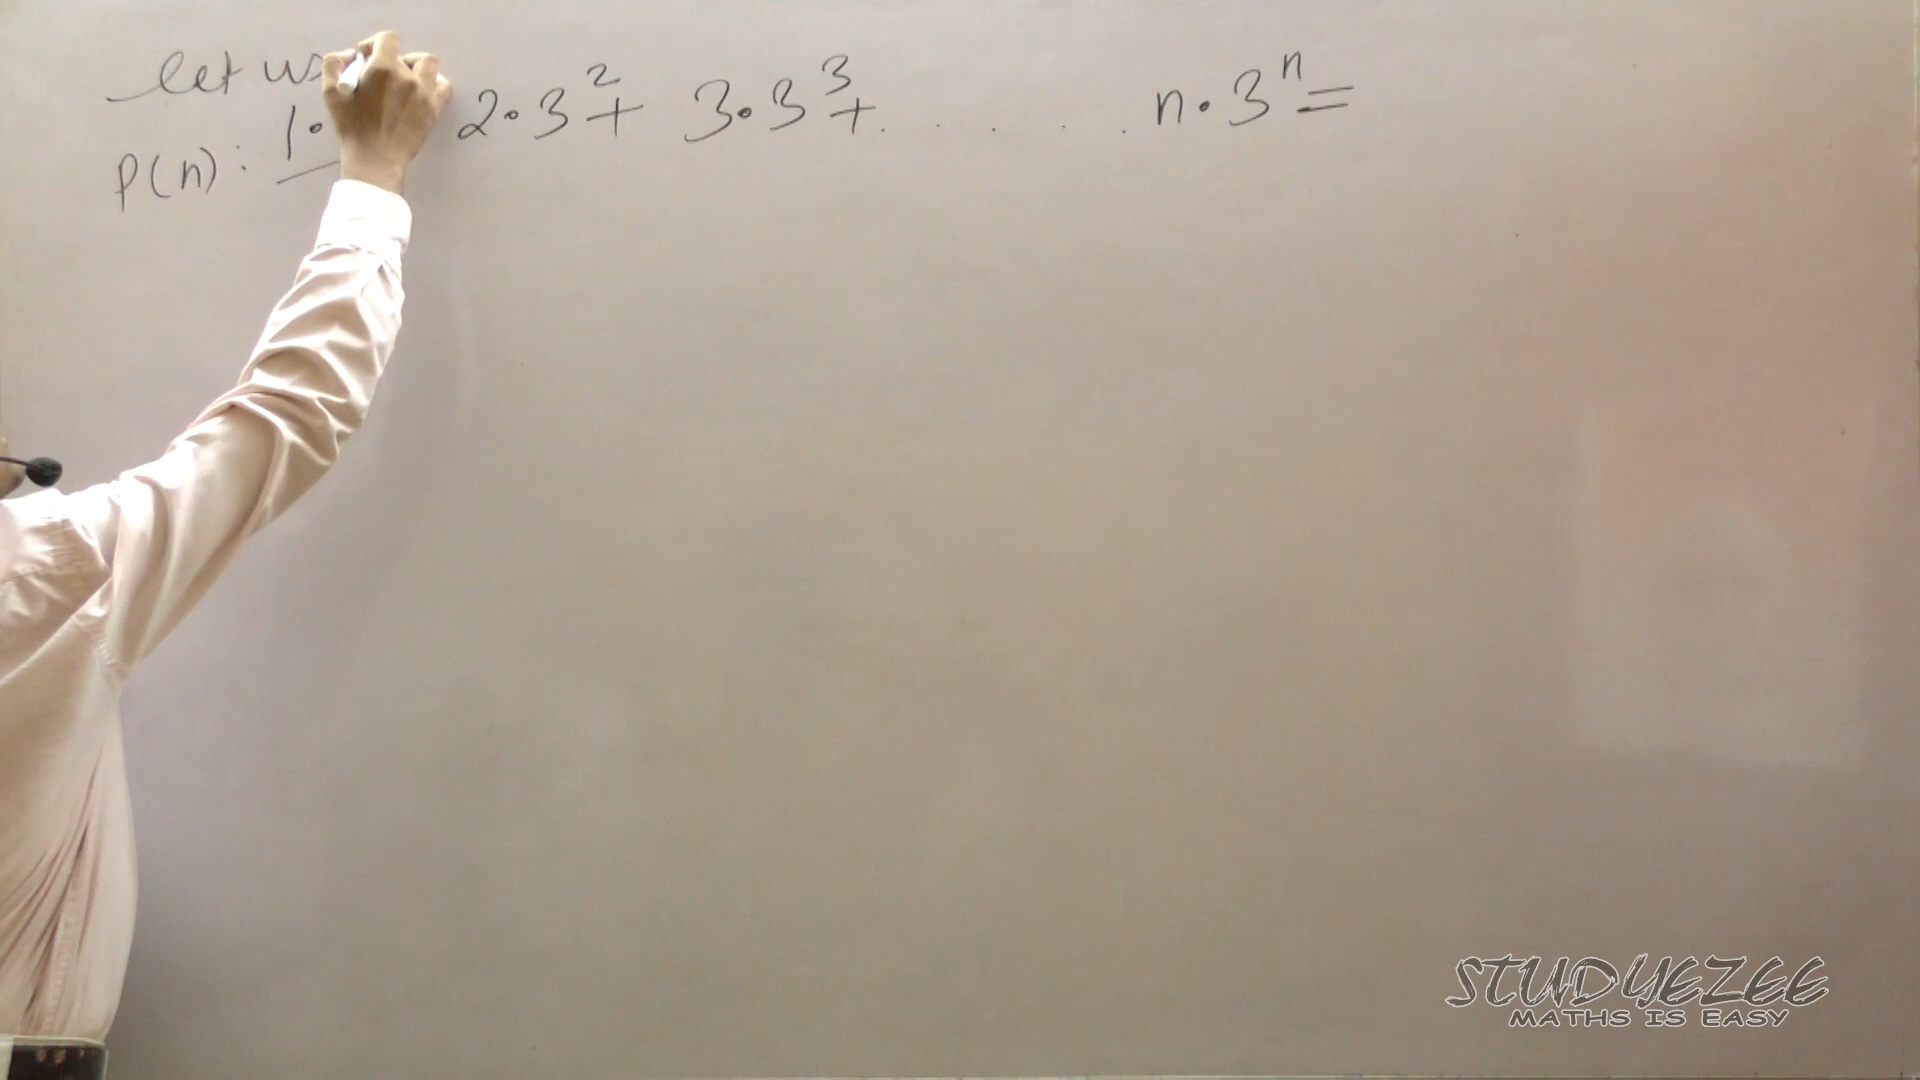 let us
P(n): 1· 2·3²+ 3·3³+ . . . . . . n·3ⁿ=
STUDYEZEE
MATHS IS EASY